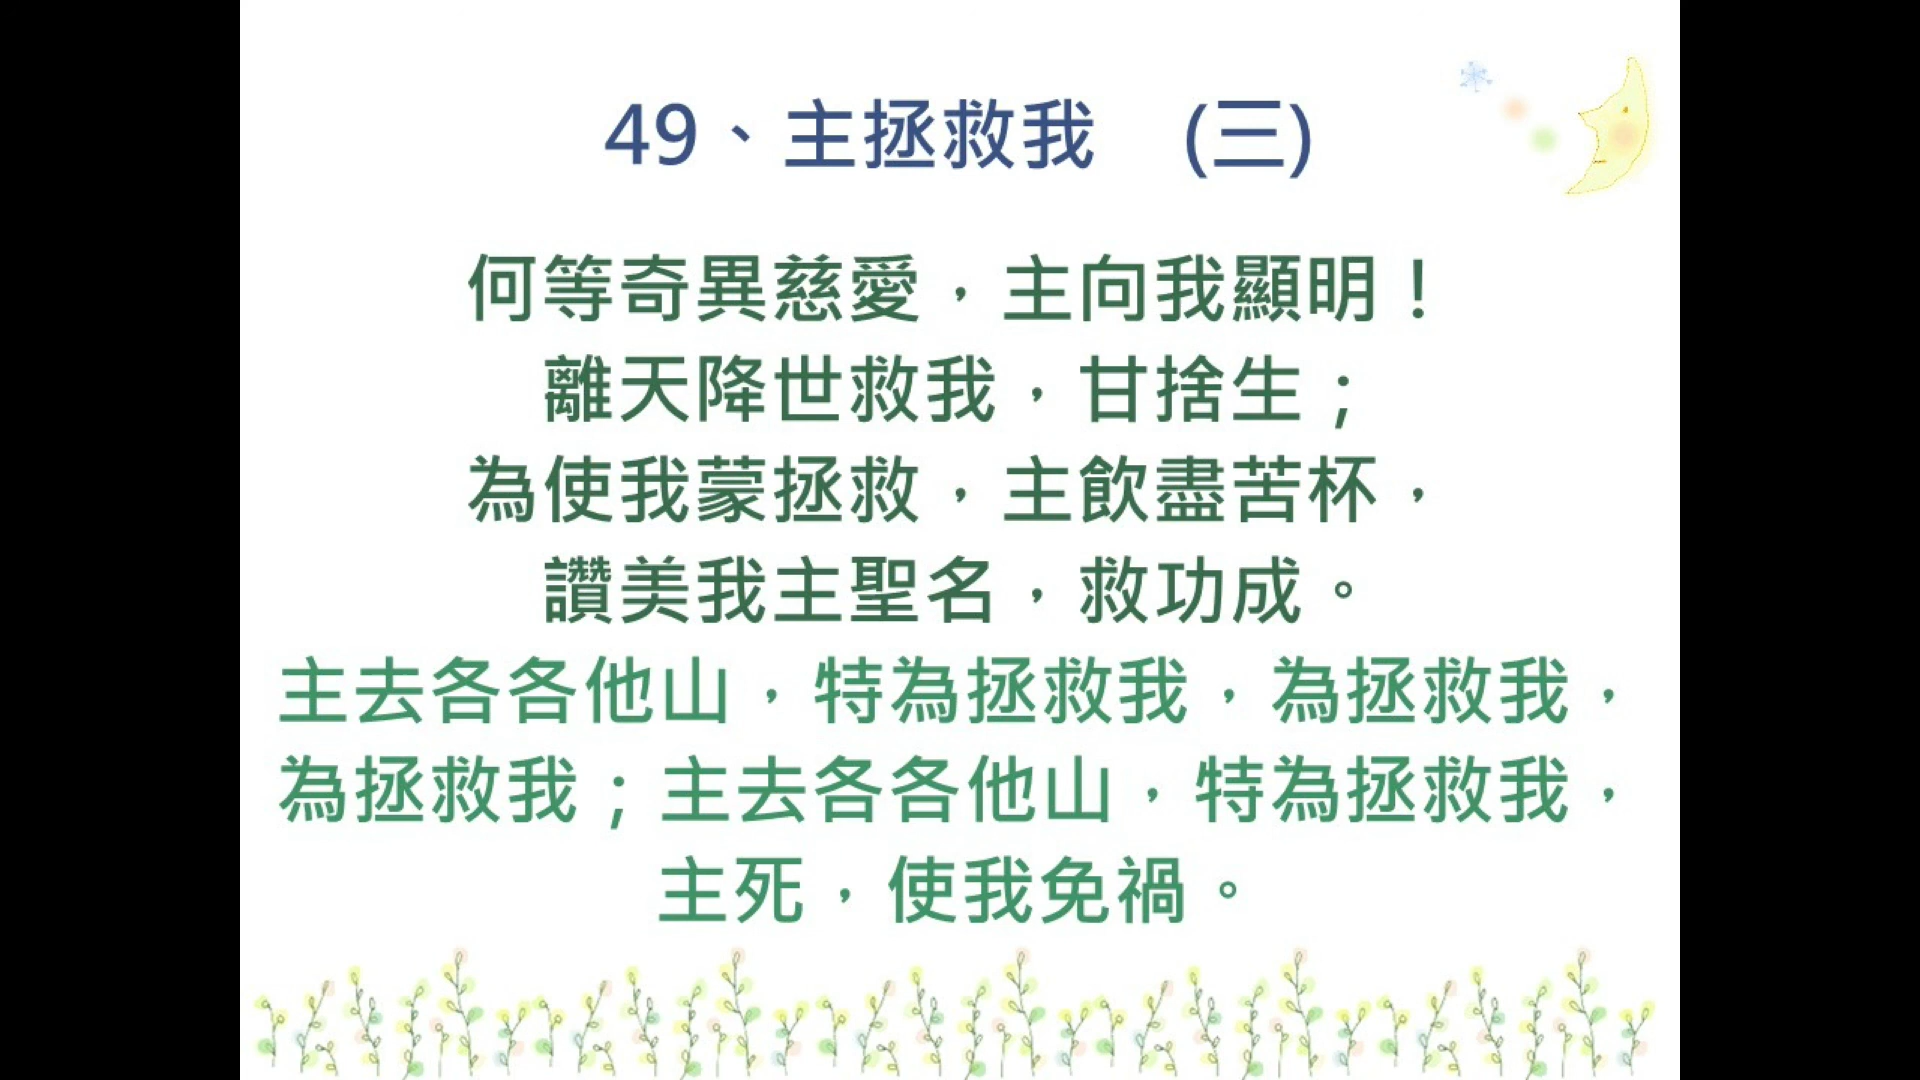 49、主拯救我 (三)
何等奇異慈愛，主向我顯明！
離天降世救我，甘捨生；
為使我蒙拯救，主飲盡苦杯，
讚美我主聖名，救功成。
主去各各他山，特為拯救我，為拯救我，
為拯救我；主去各各他山，特為拯救我，
主死，使我免禍。